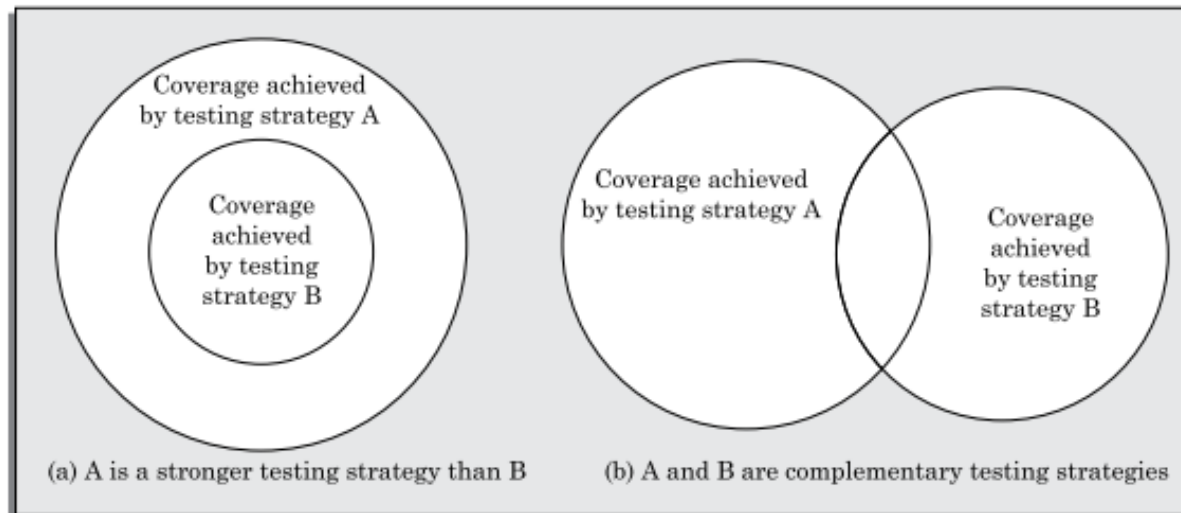 Coverage achieved
by testing strategy A
Coverage
achieved
by testing
strategy B
(a) A is a stronger testing strategy than B
Coverage achieved
by testing strategy A
Coverage
achieved
by testing
strategy B
(b) A and B are complementary testing strategies